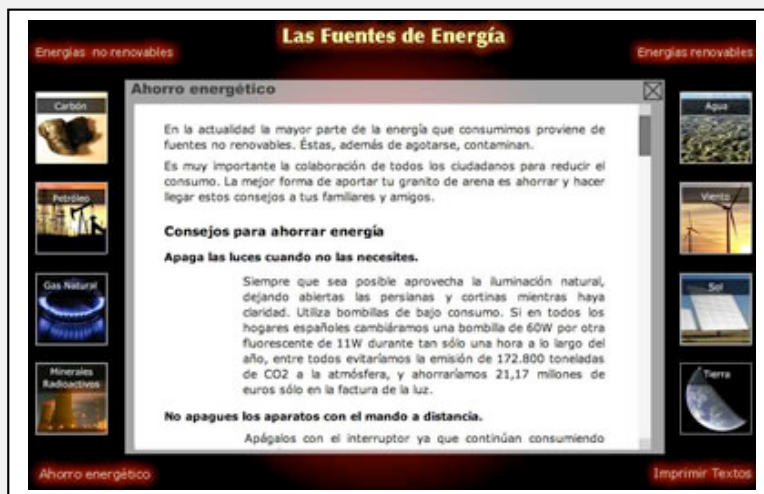 Las Fuentes de Energía
Energías no renovables
Energías renovables
Ahorro energético
Carbón
Petróleo
Gas Natural
Minerales
Radioactivos
En la actualidad la mayor parte de la energía que consumimos proviene de
fuentes no renovables. Éstas, además de agotarse, contaminan.
Es muy importante la colaboración de todos los ciudadanos para reducir el
consumo. La mejor forma de aportar tu granito de arena es ahorrar y hacer
llegar estos consejos a tus familiares y amigos.
Consejos para ahorrar energía
Apaga las luces cuando no las necesites.
Siempre que sea posible aprovecha la iluminación natural,
dejando abiertas las persianas y cortinas mientras haya
claridad. Utiliza bombillas de bajo consumo. Si en todos los
hogares españoles cambiáramos una bombilla de 60W por otra
fluorescente de 11W durante tan sólo una hora a lo largo del
año, entre todos evitaríamos la emisión de 172.800 toneladas
de CO2 a la atmósfera, y ahorraríamos 21,17 millones de
euros sólo en la factura de la luz.
No apagues los aparatos con el mando a distancia.
Apágalos con el interruptor ya que continúan consumiendo
Agua
Viento
Sol
Tierra
Ahorro energético
Imprimir Textos